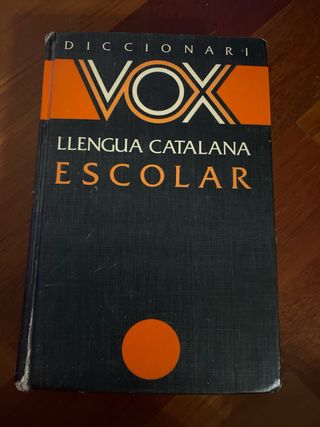 DICCIONARI
VOX
LLENGUA CATALANA
ESCOLAR